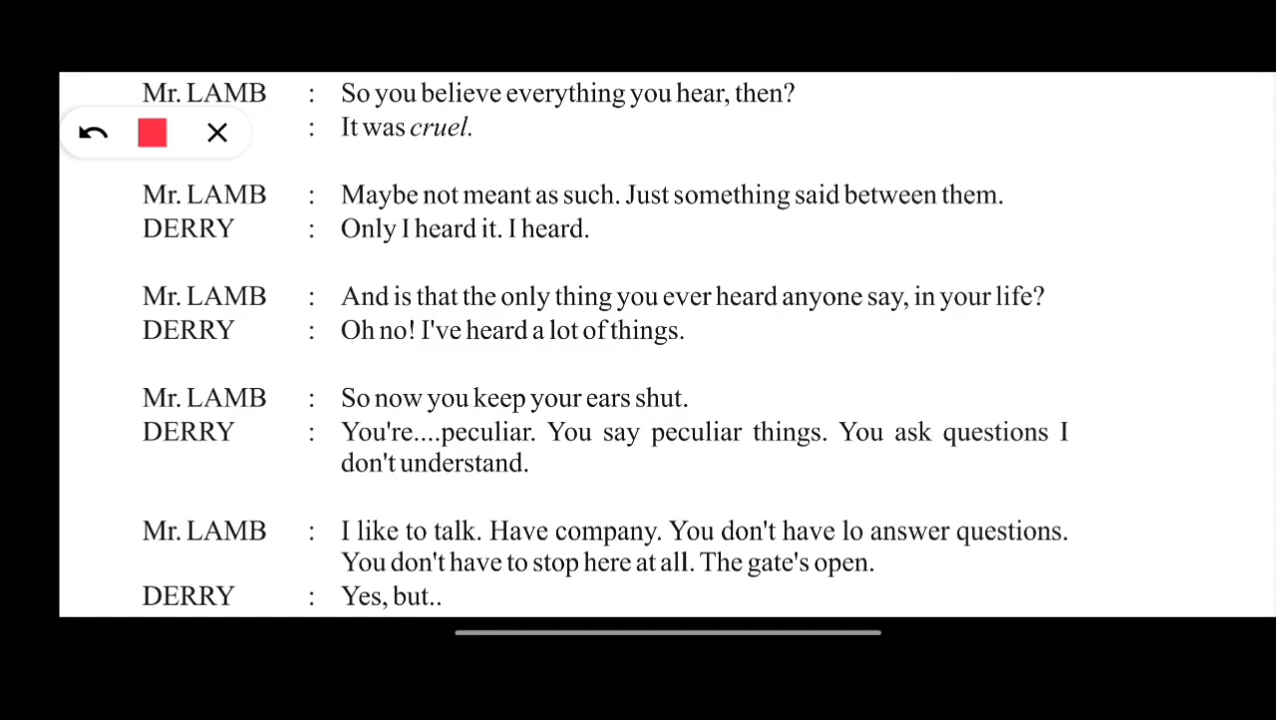 Mr. LAMB : So you believe everything you hear, then?
: It was cruel.
Mr. LAMB : Maybe not meant as such. Just something said between them.
DERRY : Only I heard it. I heard.
Mr. LAMB : And is that the only thing you ever heard anyone say, in your life?
DERRY : Oh no! I've heard a lot of things.
Mr. LAMB : So now you keep your ears shut.
DERRY : You're....peculiar. You say peculiar things. You ask questions I
don't understand.
Mr. LAMB : I like to talk. Have company. You don't have lo answer questions.
You don't have to stop here at all. The gate's open.
DERRY : Yes, but..